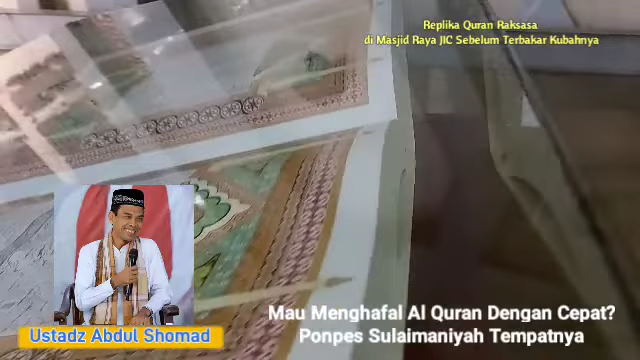 Replika Quran Raksasa
di Masjid Raya JIC Sebelum Terbakar Kubahnya
Mau Menghafal Al Quran Dengan Cepat?
Ponpes Sulaimaniyah Tempatnya
Ustadz Abdul Shomad